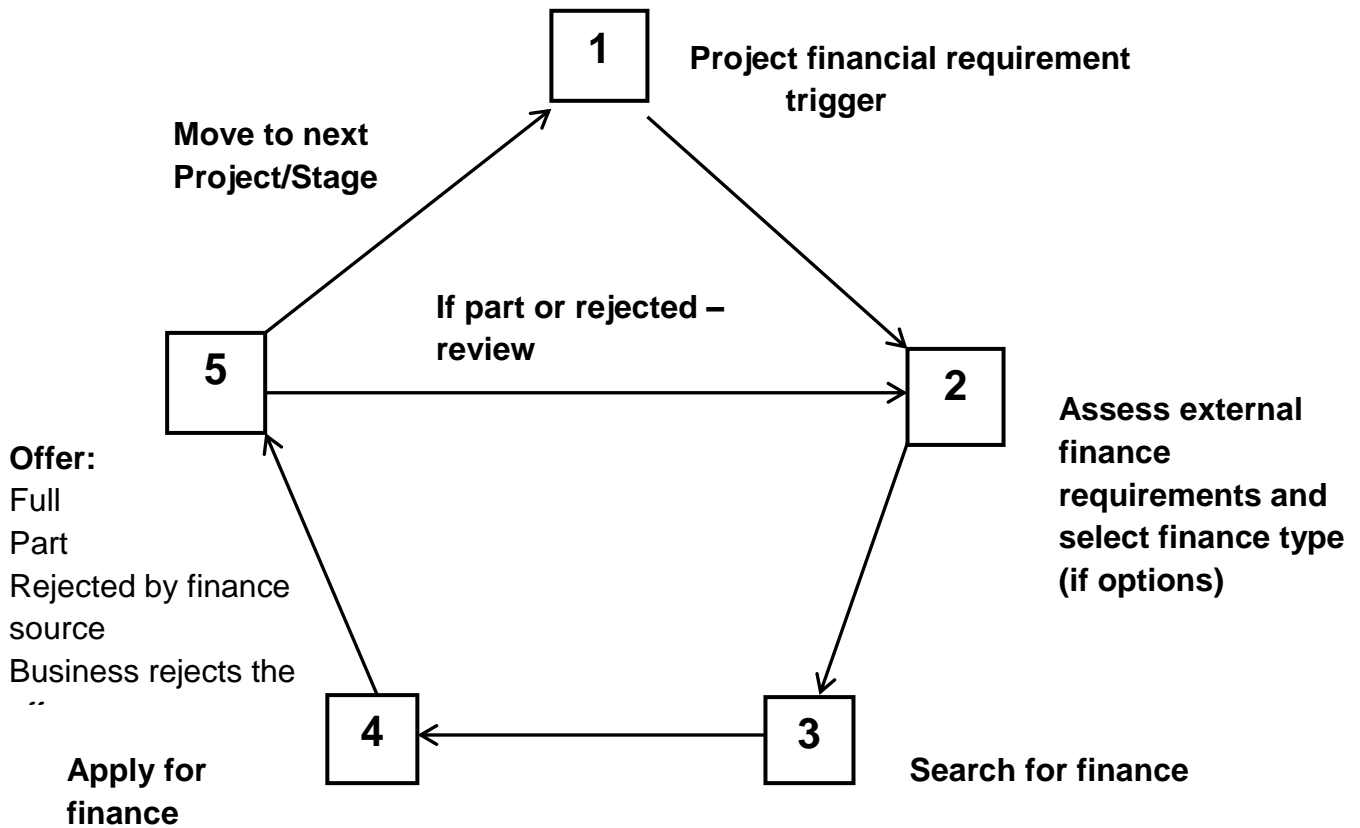 1
Project financial requirement
trigger
Move to next
Project/Stage
If part or rejected –
review
5
2
Assess external
finance
requirements and
select finance type
(if options)
Offer:
Full
Part
Rejected by finance
source
Business rejects the
4
3
Apply for
finance
Search for finance